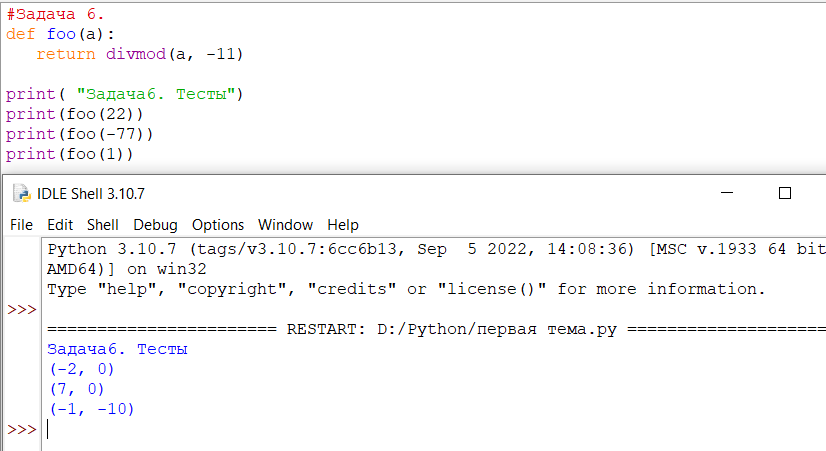 #Задача 6.
def foo(a):
   return divmod(a, -11)
print( "Задача6. Тесты")
print(foo(22))
print(foo(-77))
print(foo(1))
IDLE Shell 3.10.7
File Edit Shell Debug Options Window Help
Python 3.10.7 (tags/v3.10.7:6cc6b13, Sep  5 2022, 14:08:36) [MSC v.1933 64 bit
AMD64)] on win32
Type "help", "copyright", "credits" or "license()" for more information.
>>>
======================= RESTART: D:/Python/первая тема.py ====================
Задача6. Тесты
(-2, 0)
(7, 0)
(-1, -10)
>>>